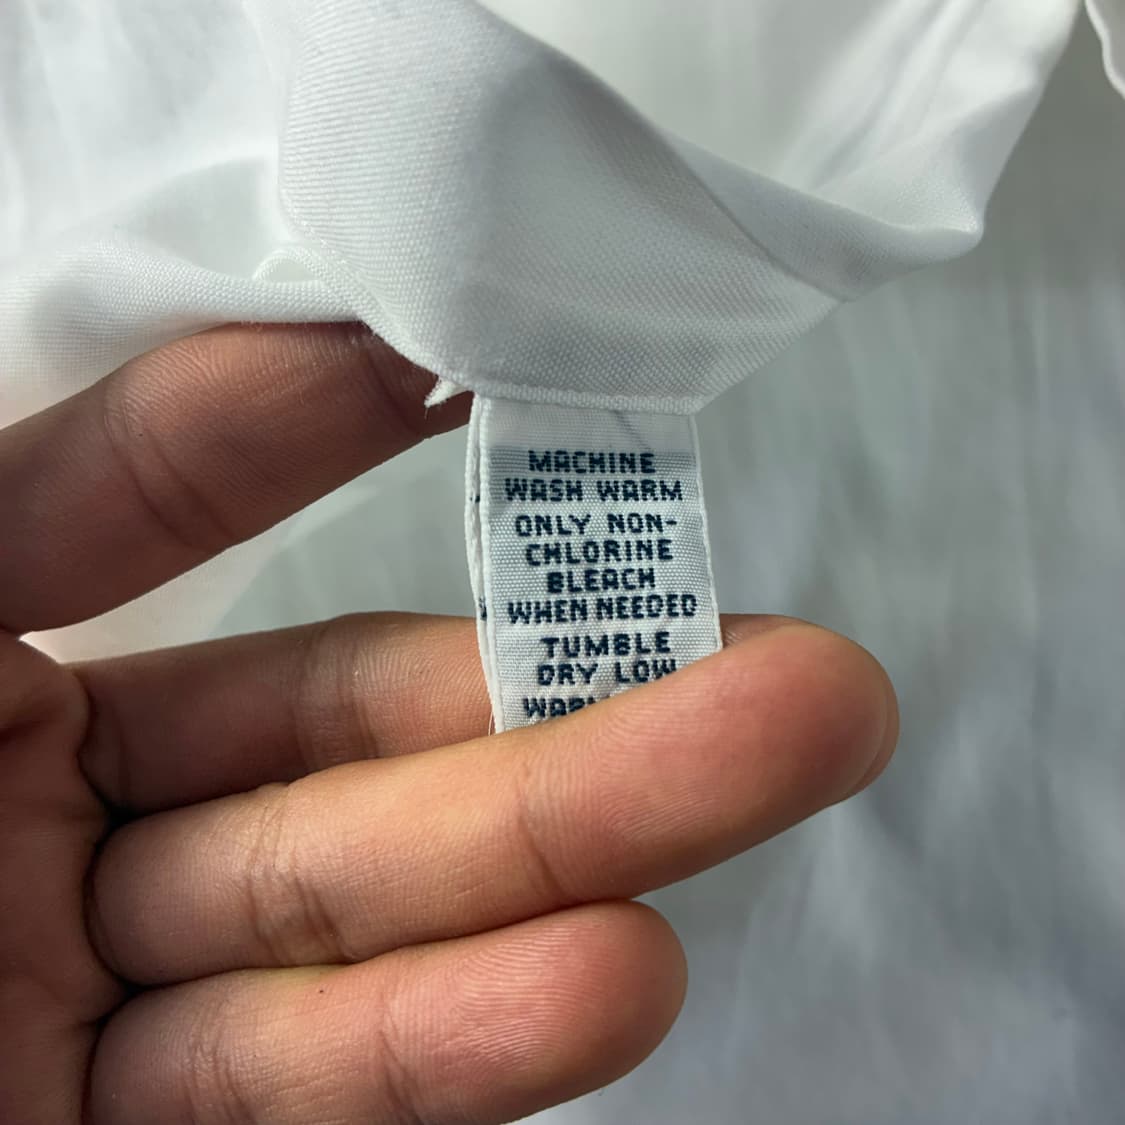 MACHINE
WASH WARM
ONLY NON-
CHLORINE
BLEACH
WHEN NEEDED
TUMBLE
DRY LOW